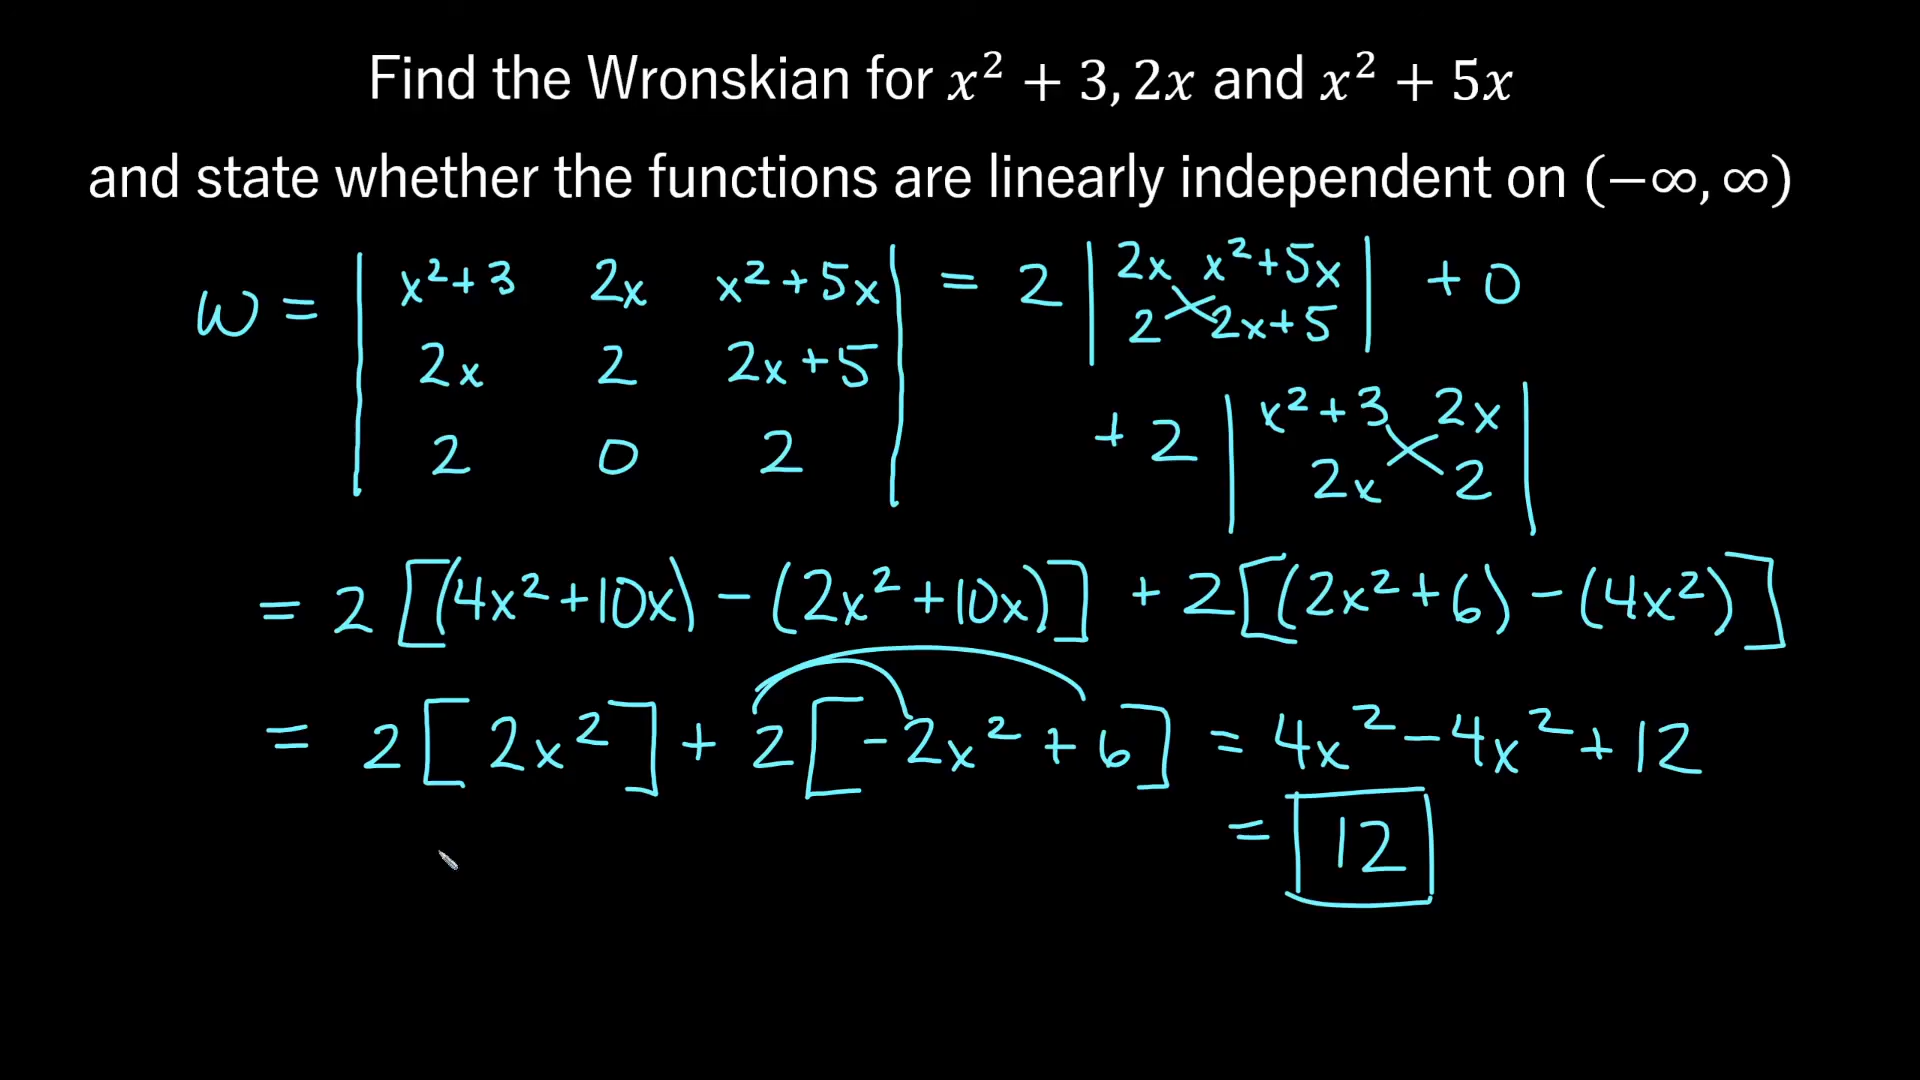 Find the Wronskian for x² + 3, 2x and x² + 5x
and state whether the functions are linearly independent on (−∞, ∞)
W = | x²+3 2x x²+5x | = 2 | 2x x²+5x | + 0
| 2x 2 2x+5 | | 2 2x+5 |
| 2 0 2 | + 2 | x²+3 2x |
| 2x 2 |
= 2[(4x²+10x) − (2x²+10x)] + 2[(2x²+6) − (4x²)]
= 2[2x²] + 2[−2x²+6] = 4x²−4x²+12
= 12